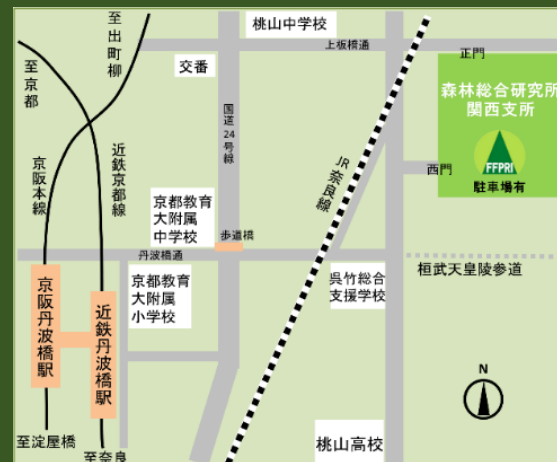 至出町柳
至京都
交番
桃山中学校
上板橋通
正門
森林総合研究所
関西支所
FFPRI
駐車場有
西門
国道24号線
JR奈良線
京阪本線
近鉄京都線
京都教育
大附属
中学校
歩道橋
丹波橋通
桓武天皇陵参道
京都教育
大附属
小学校
呉竹総合
支援学校
京阪丹波橋駅
近鉄丹波橋駅
N
桃山高校
至淀屋橋
至奈良